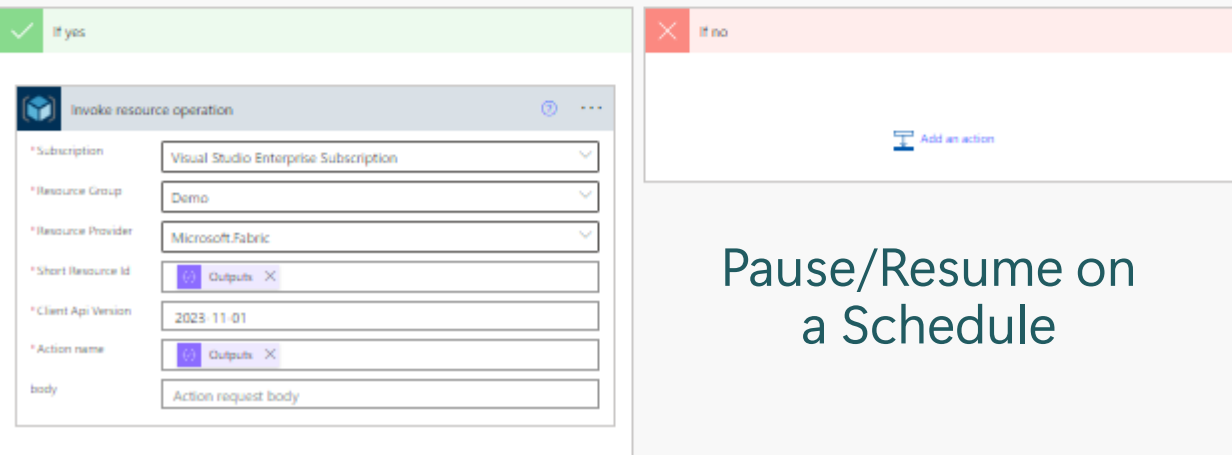 If yes
Invoke resource operation
?
...
*Subscription
Visual Studio Enterprise Subscription
*Resource Group
Demo
*Resource Provider
Microsoft.Fabric
*Short Resource Id
Outputs
*Client Api Version
2023-11-01
*Action name
Outputs
body
Action request body
If no
Add an action
Pause/Resume on
a Schedule